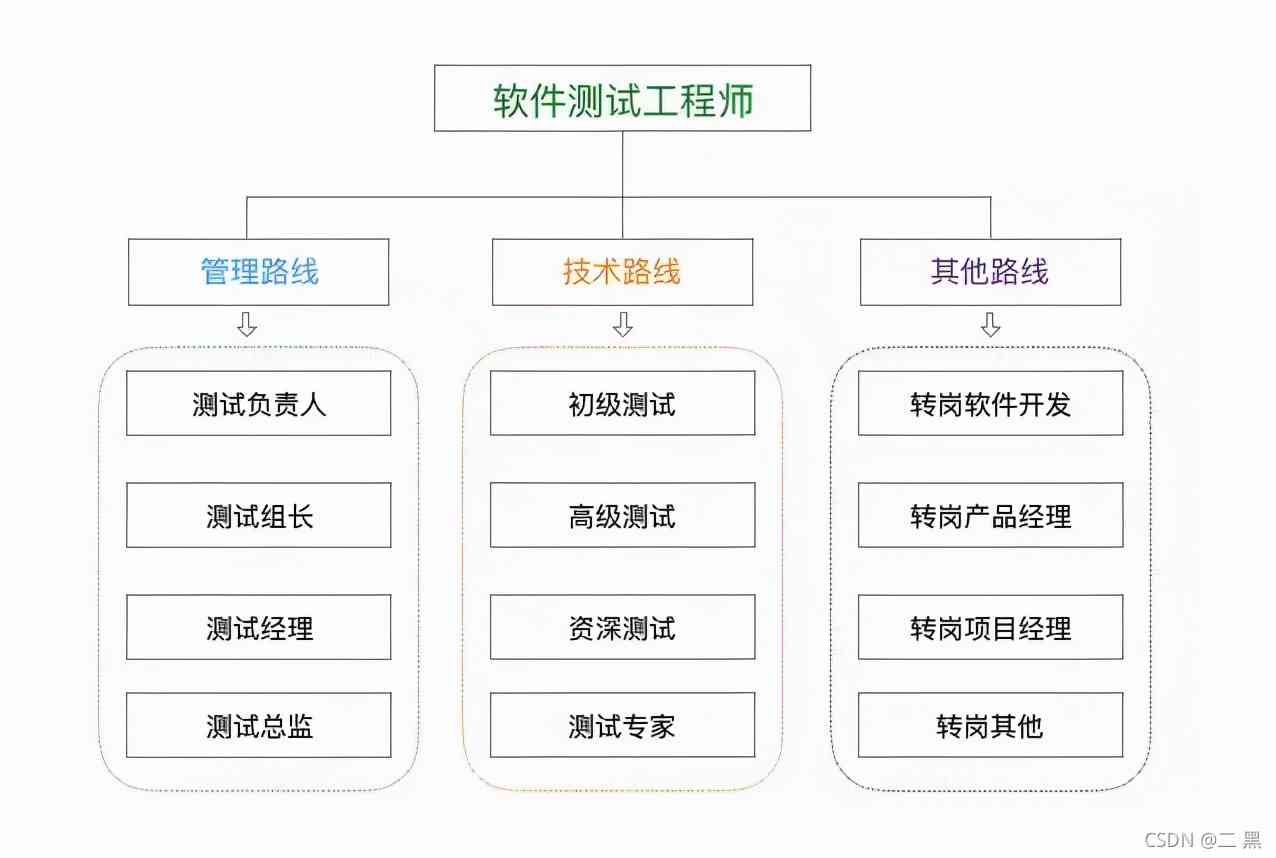 软件测试工程师
管理路线
技术路线
其他路线
测试负责人
初级测试
转岗软件开发
测试组长
高级测试
转岗产品经理
测试经理
资深测试
转岗项目经理
测试总监
测试专家
转岗其他
CSDN @二 黑